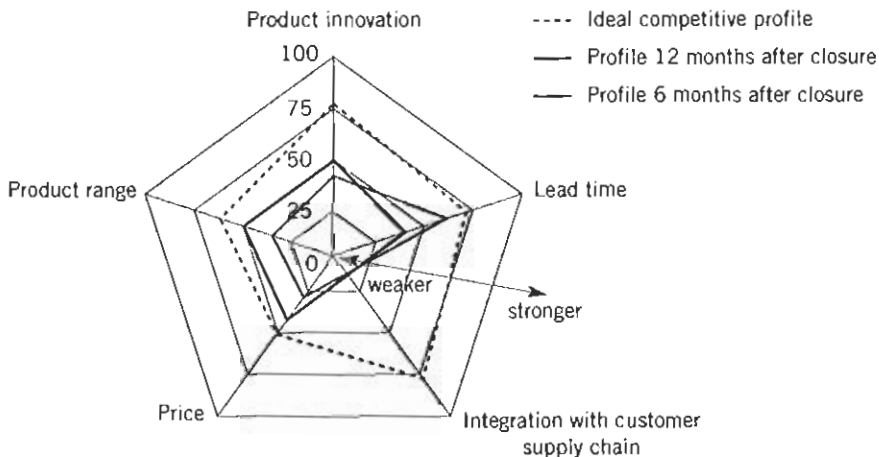 Product innovation
100
75
50
25
0
Ideal competitive profile
Profile 12 months after closure
Profile 6 months after closure
Product range
Lead time
weaker
stronger
Price
Integration with customer
supply chain